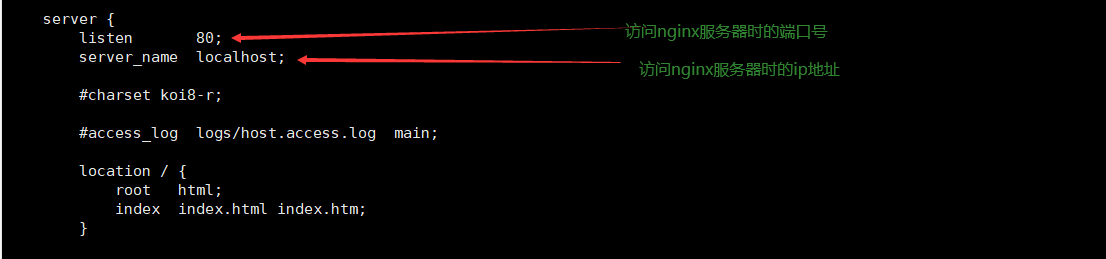 server {
listen 80; 访问nginx服务器时的端口号
server_name localhost; 访问nginx服务器时的ip地址
#charset koi8-r;
#access_log logs/host.access.log main;
location / {
root html;
index index.html index.htm;
}